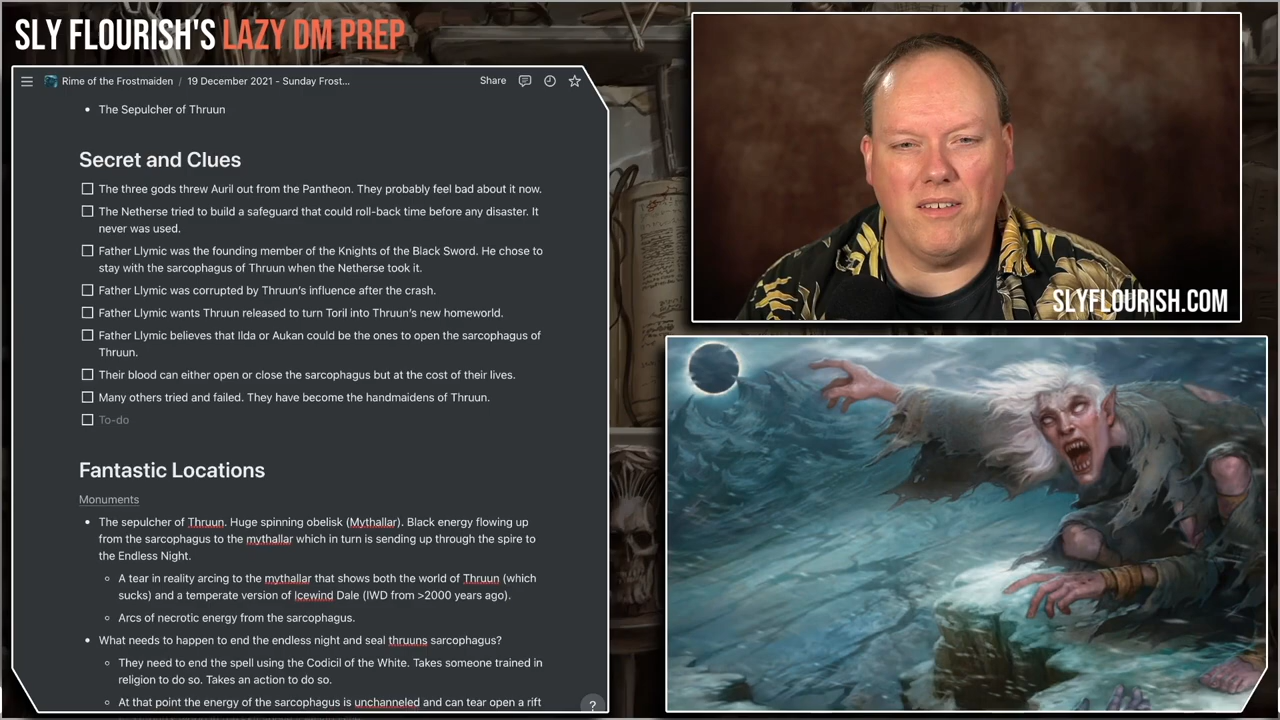 SLY FLOURISH'S LAZY DM PREP
Rime of the Frostmaiden / 19 December 2021 - Sunday Frost...
Share
The Sepulcher of Thruun
Secret and Clues
The three gods threw Auril out from the Pantheon. They probably feel bad about it now.
The Netherse tried to build a safeguard that could roll-back time before any disaster. It
never was used.
Father Llymic was the founding member of the Knights of the Black Sword. He chose to
stay with the sarcophagus of Thruun when the Netherse took it.
Father Llymic was corrupted by Thruun's influence after the crash.
Father Llymic wants Thruun released to turn Toril into Thruun's new homeworld.
Father Llymic believes that Ilda or Aukan could be the ones to open the sarcophagus of
Thruun.
Their blood can either open or close the sarcophagus but at the cost of their lives.
Many others tried and failed. They have become the handmaidens of Thruun.
To-do
Fantastic Locations
Monuments
The sepulcher of Thruun. Huge spinning obelisk (Mythallar). Black energy flowing up
from the sarcophagus to the mythallar which in turn is sending up through the spire to
the Endless Night.
A tear in reality arcing to the mythallar that shows both the world of Thruun (which
sucks) and a temperate version of Icewind Dale (IWD from >2000 years ago).
Arcs of necrotic energy from the sarcophagus.
What needs to happen to end the endless night and seal thruuns sarcophagus?
They need to end the spell using the Codicil of the White. Takes someone trained in
religion to do so. Takes an action to do so.
At that point the energy of the sarcophagus is unchanneled and can tear open a rift
?
SLYFLOURISH.COM